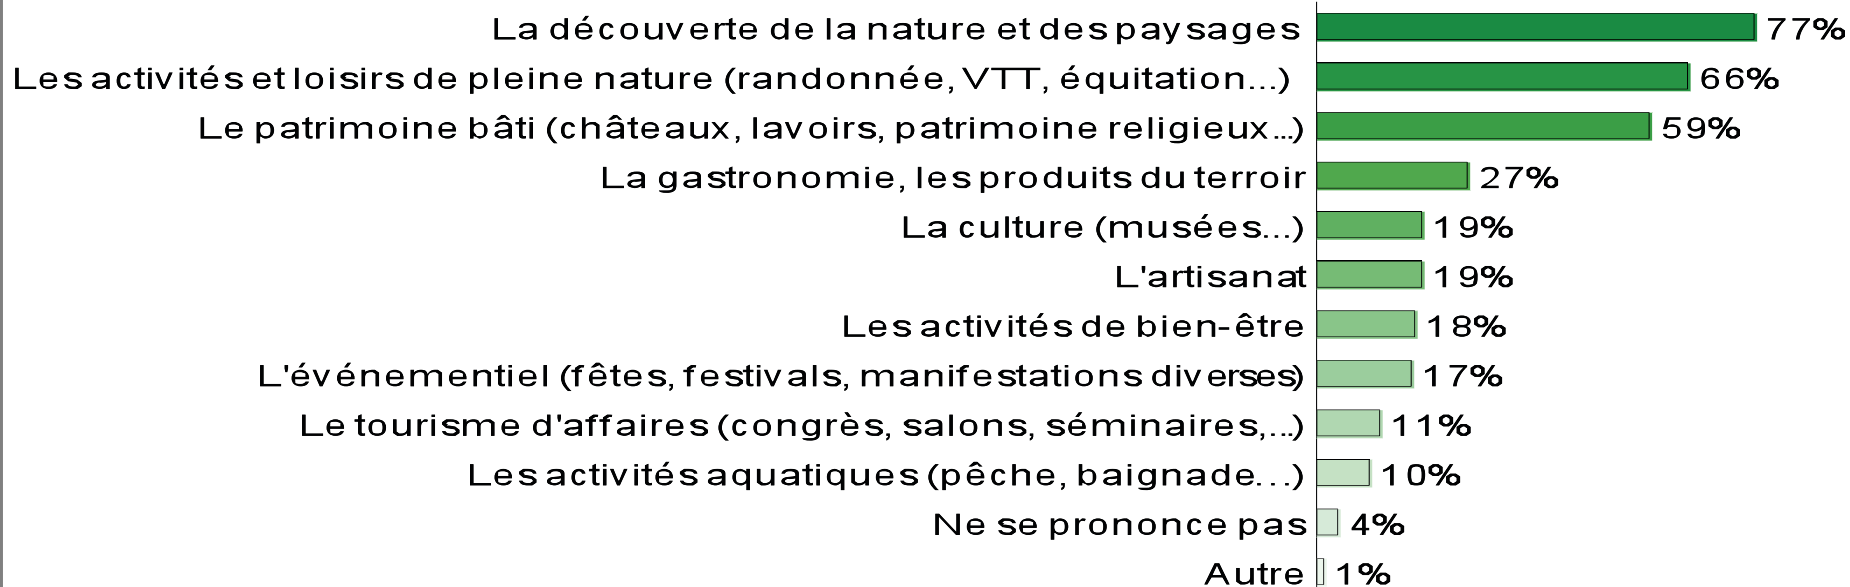 La découverte de la nature et des paysages 77%
Les activités et loisirs de pleine nature (randonnée, VTT, équitation...) 66%
Le patrimoine bâti (châteaux, lavoirs, patrimoine religieux...) 59%
La gastronomie, les produits du terroir 27%
La culture (musées...) 19%
L'artisanat 19%
Les activités de bien-être 18%
L'événementiel (fêtes, festivals, manifestations diverses) 17%
Le tourisme d'affaires (congrès, salons, séminaires,...) 11%
Les activités aquatiques (pêche, baignade...) 10%
Ne se prononce pas 4%
Autre 1%